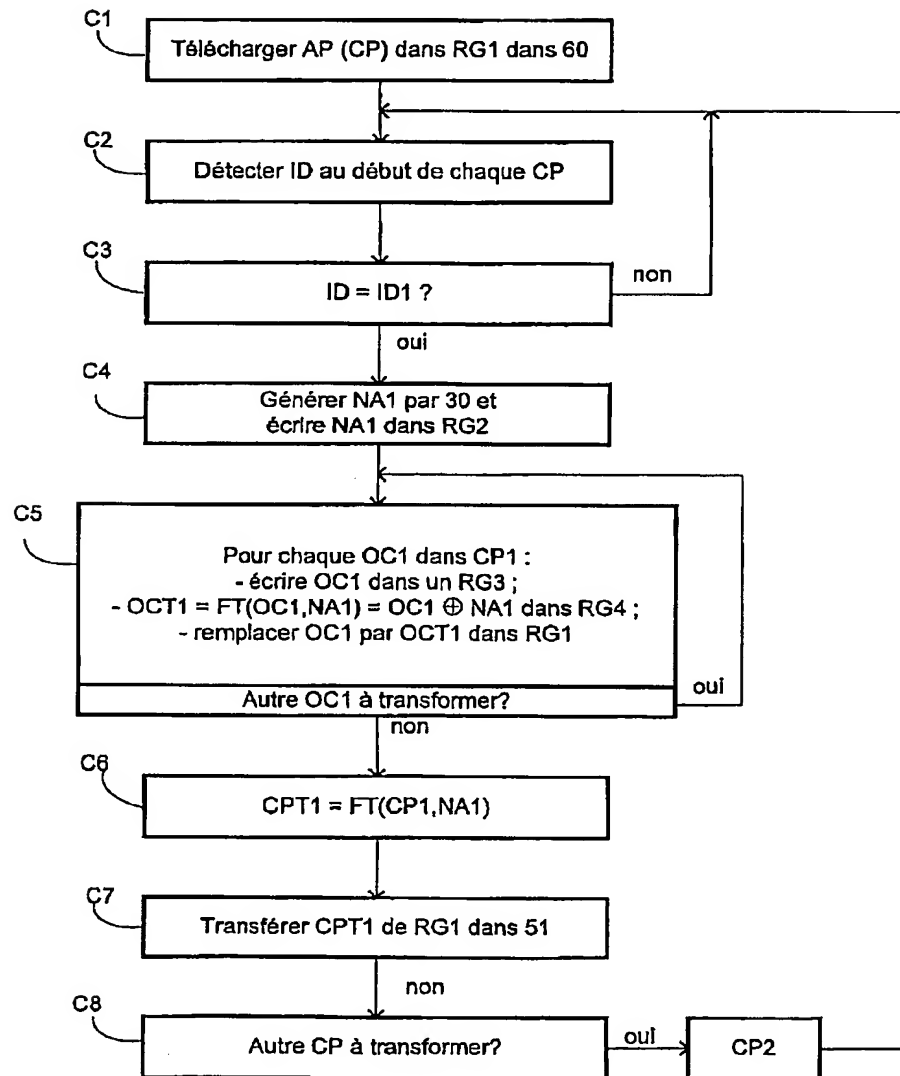 C1
Télécharger AP (CP) dans RG1 dans 60
C2
Détecter ID au début de chaque CP
C3
ID = ID1 ?
non
oui
C4
Générer NA1 par 30 et
écrire NA1 dans RG2
C5
Pour chaque OC1 dans CP1 :
- écrire OC1 dans un RG3 ;
- OCT1 = FT(OC1,NA1) = OC1 ⊕ NA1 dans RG4 ;
- remplacer OC1 par OCT1 dans RG1
Autre OC1 à transformer?
oui
non
C6
CPT1 = FT(CP1,NA1)
C7
Transférer CPT1 de RG1 dans 51
non
C8
Autre CP à transformer?
oui
CP2